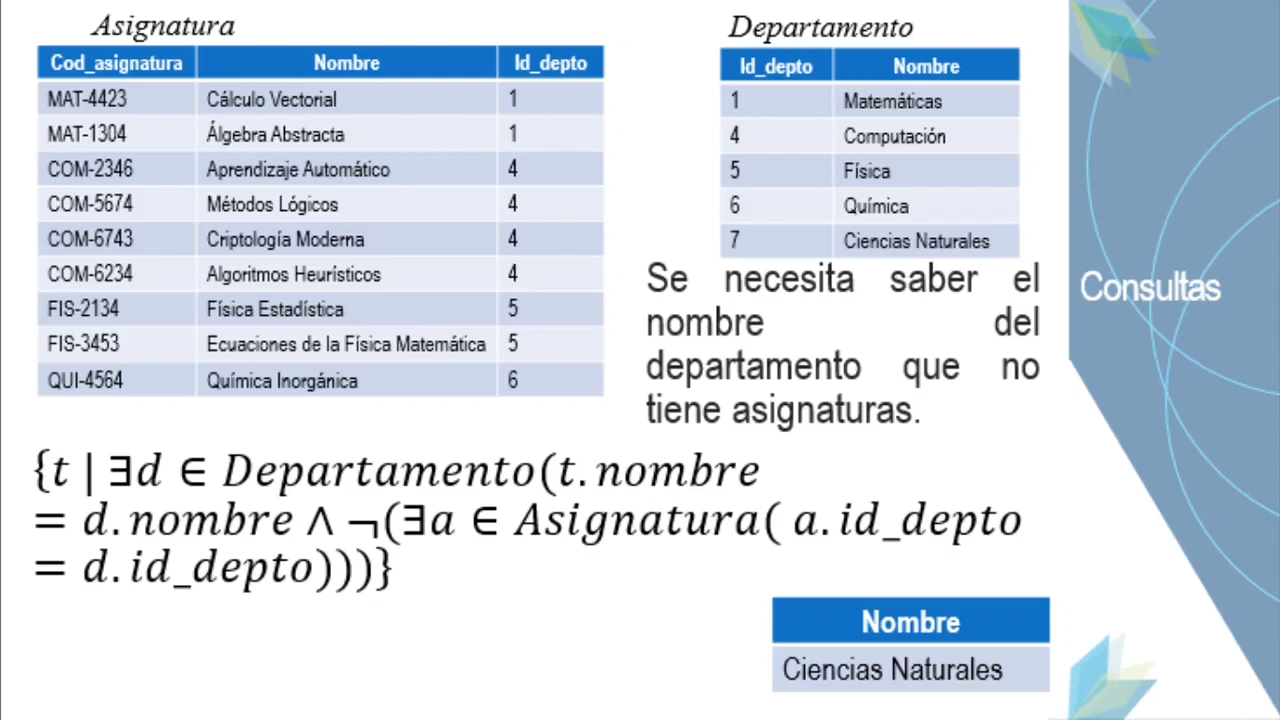 Asignatura
Cod_asignatura Nombre Id_depto
MAT-4423 Cálculo Vectorial 1
MAT-1304 Álgebra Abstracta 1
COM-2346 Aprendizaje Automático 4
COM-5674 Métodos Lógicos 4
COM-6743 Criptología Moderna 4
COM-6234 Algoritmos Heurísticos 4
FIS-2134 Física Estadística 5
FIS-3453 Ecuaciones de la Física Matemática 5
QUI-4564 Química Inorgánica 6
Departamento
Id_depto Nombre
1 Matemáticas
4 Computación
5 Física
6 Química
7 Ciencias Naturales
Se necesita saber el
nombre del
departamento que no
tiene asignaturas.
Consultas
{t | ∃d ∈ Departamento(t.nombre
= d.nombre ∧ ¬(∃a ∈ Asignatura( a.id_depto
= d.id_depto)))}
Nombre
Ciencias Naturales